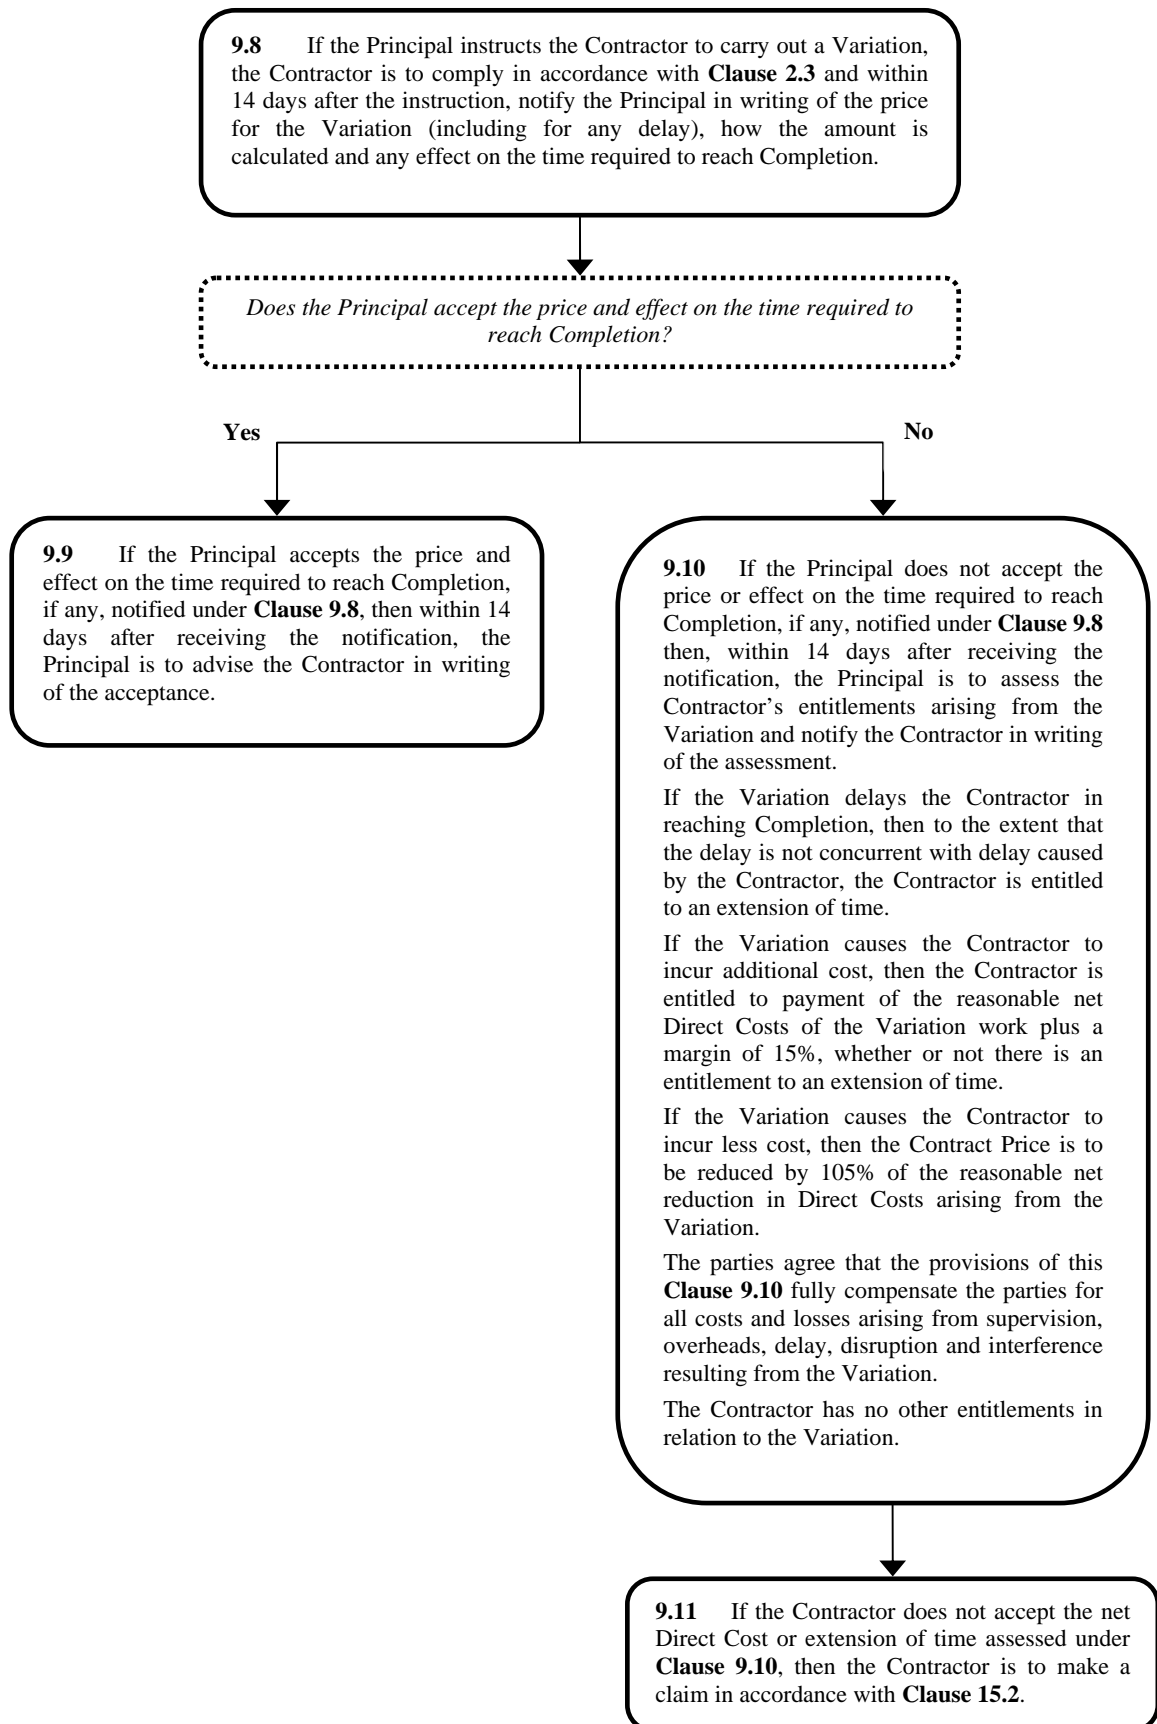 9.8 If the Principal instructs the Contractor to carry out a Variation,
the Contractor is to comply in accordance with Clause 2.3 and within
14 days after the instruction, notify the Principal in writing of the price
for the Variation (including for any delay), how the amount is
calculated and any effect on the time required to reach Completion.
Does the Principal accept the price and effect on the time required to
reach Completion?
Yes
No
9.9 If the Principal accepts the price and
effect on the time required to reach Completion,
if any, notified under Clause 9.8, then within 14
days after receiving the notification, the
Principal is to advise the Contractor in writing
of the acceptance.
9.10 If the Principal does not accept the
price or effect on the time required to reach
Completion, if any, notified under Clause 9.8
then, within 14 days after receiving the
notification, the Principal is to assess the
Contractor's entitlements arising from the
Variation and notify the Contractor in writing
of the assessment.
If the Variation delays the Contractor in
reaching Completion, then to the extent that
the delay is not concurrent with delay caused
by the Contractor, the Contractor is entitled
to an extension of time.
If the Variation causes the Contractor to
incur additional cost, then the Contractor is
entitled to payment of the reasonable net
Direct Costs of the Variation work plus a
margin of 15%, whether or not there is an
entitlement to an extension of time.
If the Variation causes the Contractor to
incur less cost, then the Contract Price is to
be reduced by 105% of the reasonable net
reduction in Direct Costs arising from the
Variation.
The parties agree that the provisions of this
Clause 9.10 fully compensate the parties for
all costs and losses arising from supervision,
overheads, delay, disruption and interference
resulting from the Variation.
The Contractor has no other entitlements in
relation to the Variation.
9.11 If the Contractor does not accept the net
Direct Cost or extension of time assessed under
Clause 9.10, then the Contractor is to make a
claim in accordance with Clause 15.2.